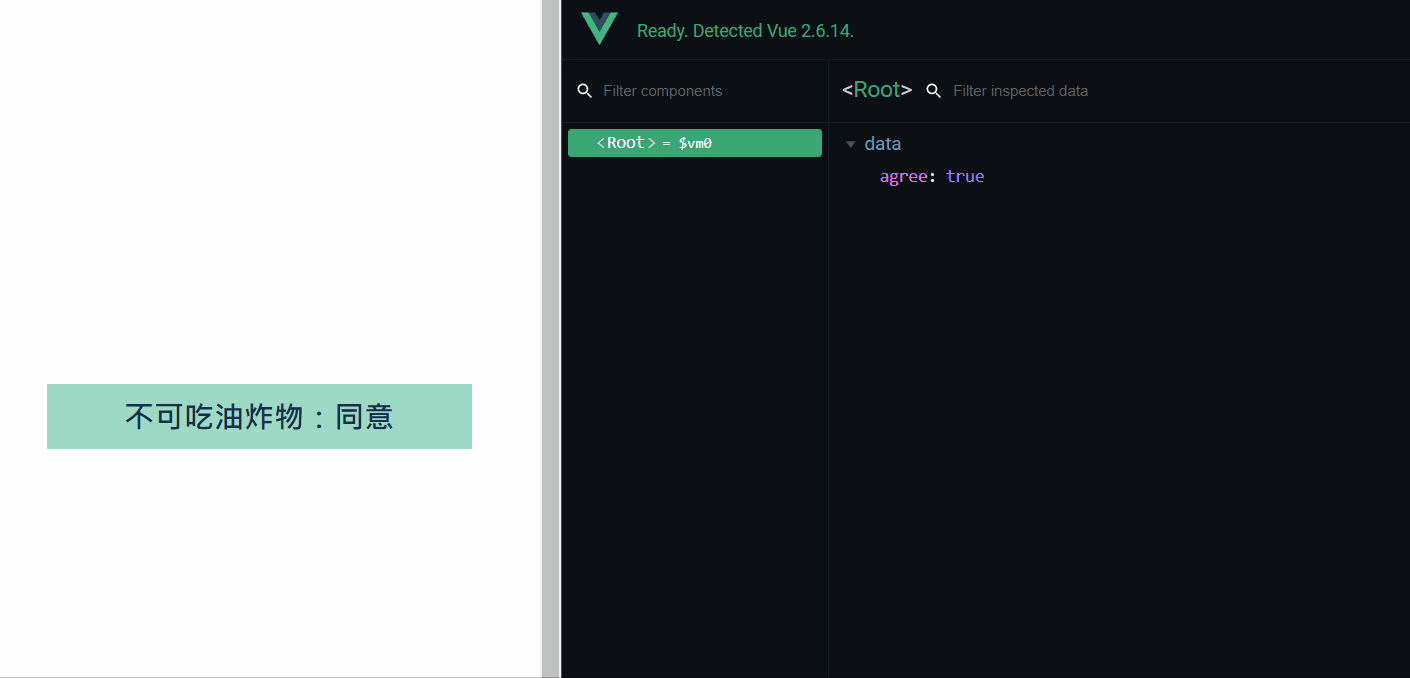 不可吃油炸物：同意
Ready. Detected Vue 2.6.14.
Filter components
<Root> = $vm0
<Root> Filter inspected data
data
agree: true